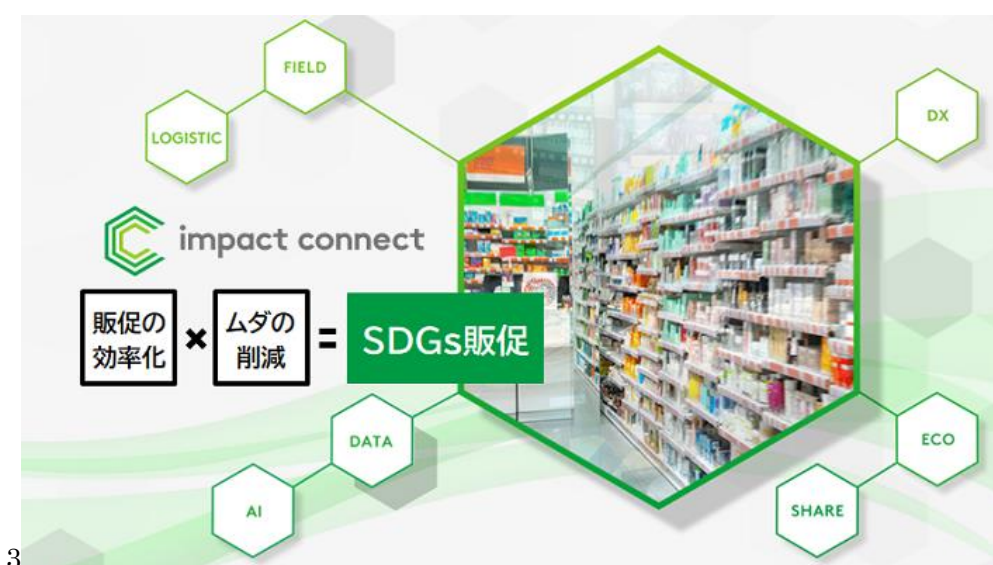 FIELD
LOGISTIC
DX
impact connect
販促の
効率化
×
ムダの
削減
=
SDGs販促
DATA
ECO
AI
SHARE
3